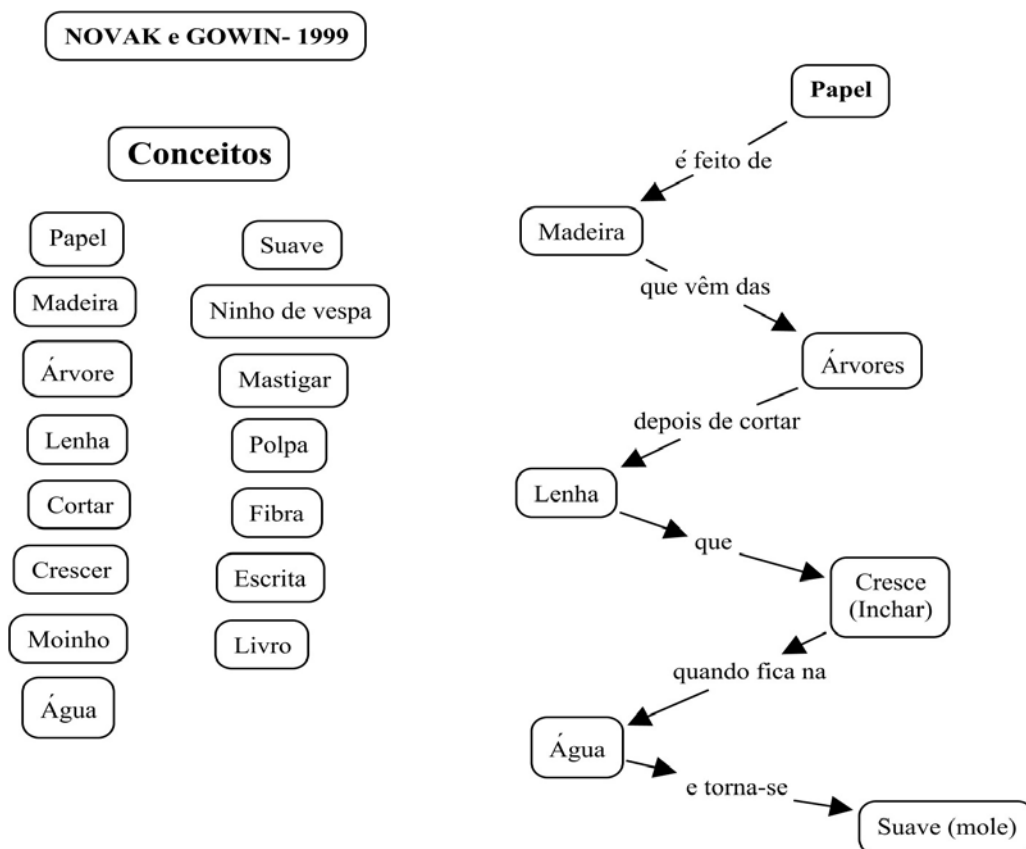 NOVAK e GOWIN- 1999
Conceitos
Papel
Madeira
Árvore
Lenha
Cortar
Crescer
Moinho
Água
Suave
Ninho de vespa
Mastigar
Polpa
Fibra
Escrita
Livro
Papel
é feito de
Madeira
que vêm das
Árvores
depois de cortar
Lenha
que
Cresce
(Inchar)
quando fica na
Água
e torna-se
Suave (mole)